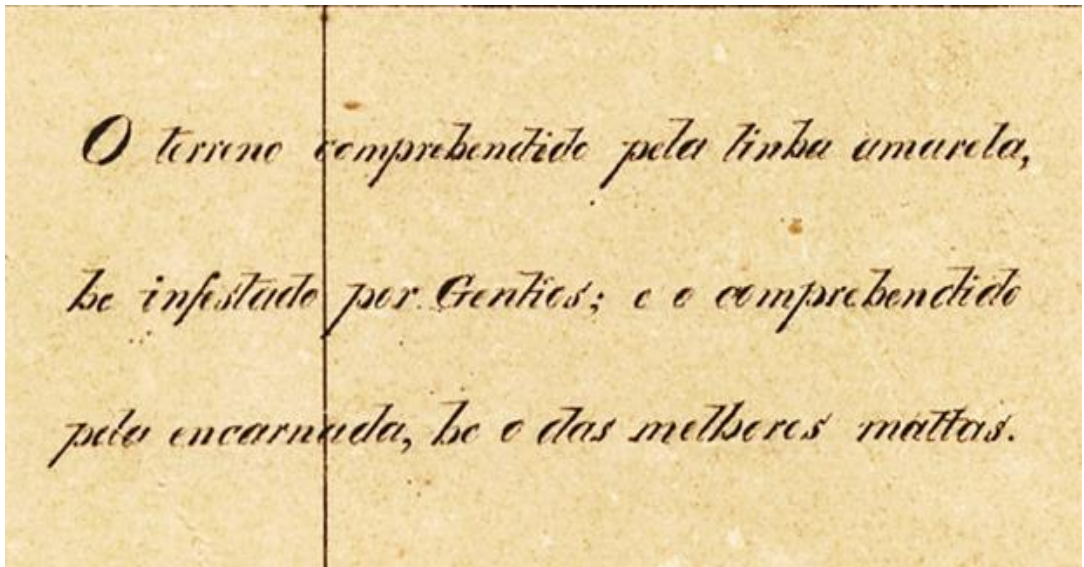 O terreno comprehendido pela linha amarela,
he infestado por Gentios; e o comprehendido
pela encarnada, he o das melhores mattas.